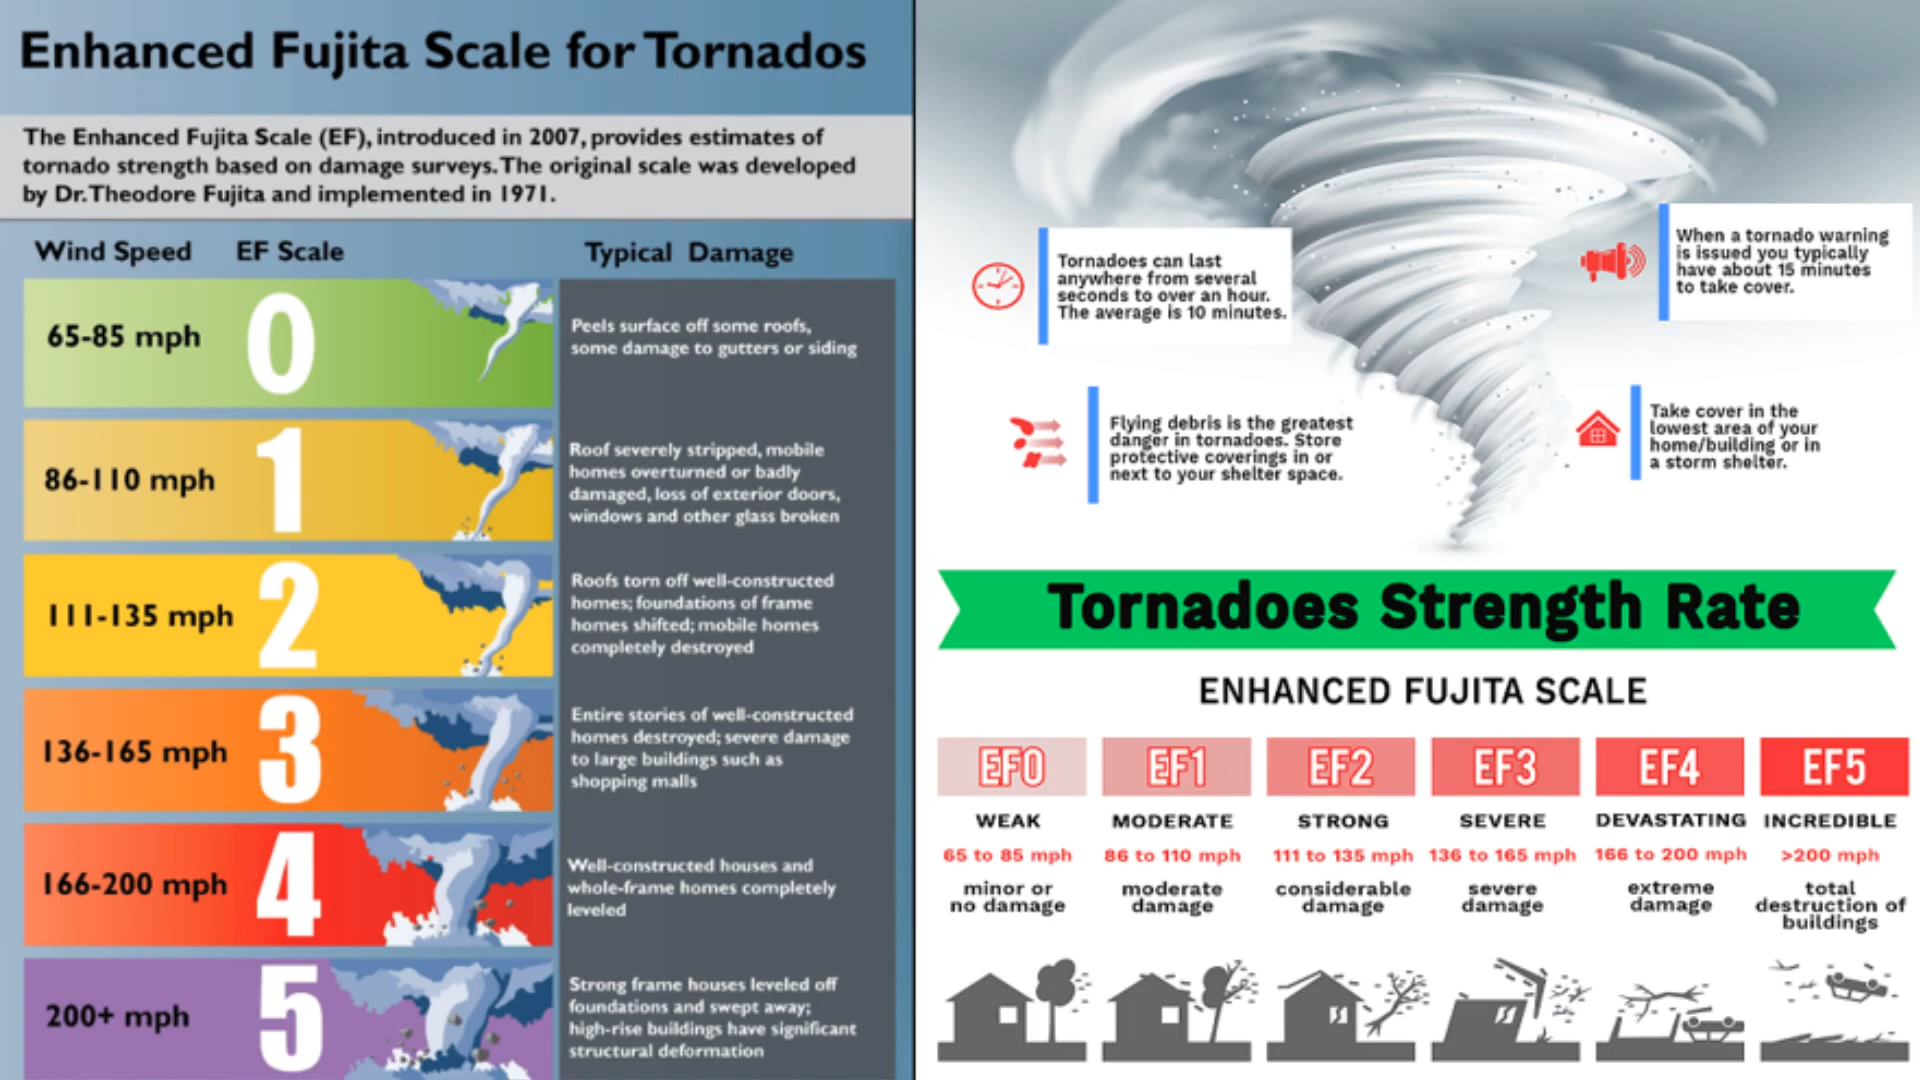 Enhanced Fujita Scale for Tornados
The Enhanced Fujita Scale (EF), introduced in 2007, provides estimates of
tornado strength based on damage surveys. The original scale was developed
by Dr. Theodore Fujita and implemented in 1971.
Wind Speed EF Scale Typical Damage
65-85 mph 0
Peels surface off some roofs,
some damage to gutters or siding
86-110 mph 1
Roof severely stripped, mobile
homes overturned or badly
damaged, loss of exterior doors,
windows and other glass broken
111-135 mph 2
Roofs torn off well-constructed
homes; foundations of frame
homes shifted; mobile homes
completely destroyed
136-165 mph 3
Entire stories of well-constructed
homes destroyed; severe damage
to large buildings such as
shopping malls
166-200 mph 4
Well-constructed houses and
whole-frame homes completely
leveled
200+ mph 5
Strong frame houses leveled off
foundations and swept away;
high-rise buildings have significant
structural deformation
Tornadoes can last
anywhere from several
seconds to over an hour.
The average is 10 minutes.
When a tornado warning
is issued you typically
have about 15 minutes
to take cover.
Flying debris is the greatest
danger in tornadoes. Store
protective coverings in or
next to your shelter space.
Take cover in the
lowest area of your
home/building or in
a storm shelter.
Tornadoes Strength Rate
ENHANCED FUJITA SCALE
EF0 EF1 EF2 EF3 EF4 EF5
WEAK MODERATE STRONG SEVERE DEVASTATING INCREDIBLE
65 to 85 mph 86 to 110 mph 111 to 135 mph 136 to 165 mph 166 to 200 mph >200 mph
minor or
no damage
moderate
damage
considerable
damage
severe
damage
extreme
damage
total
destruction of
buildings